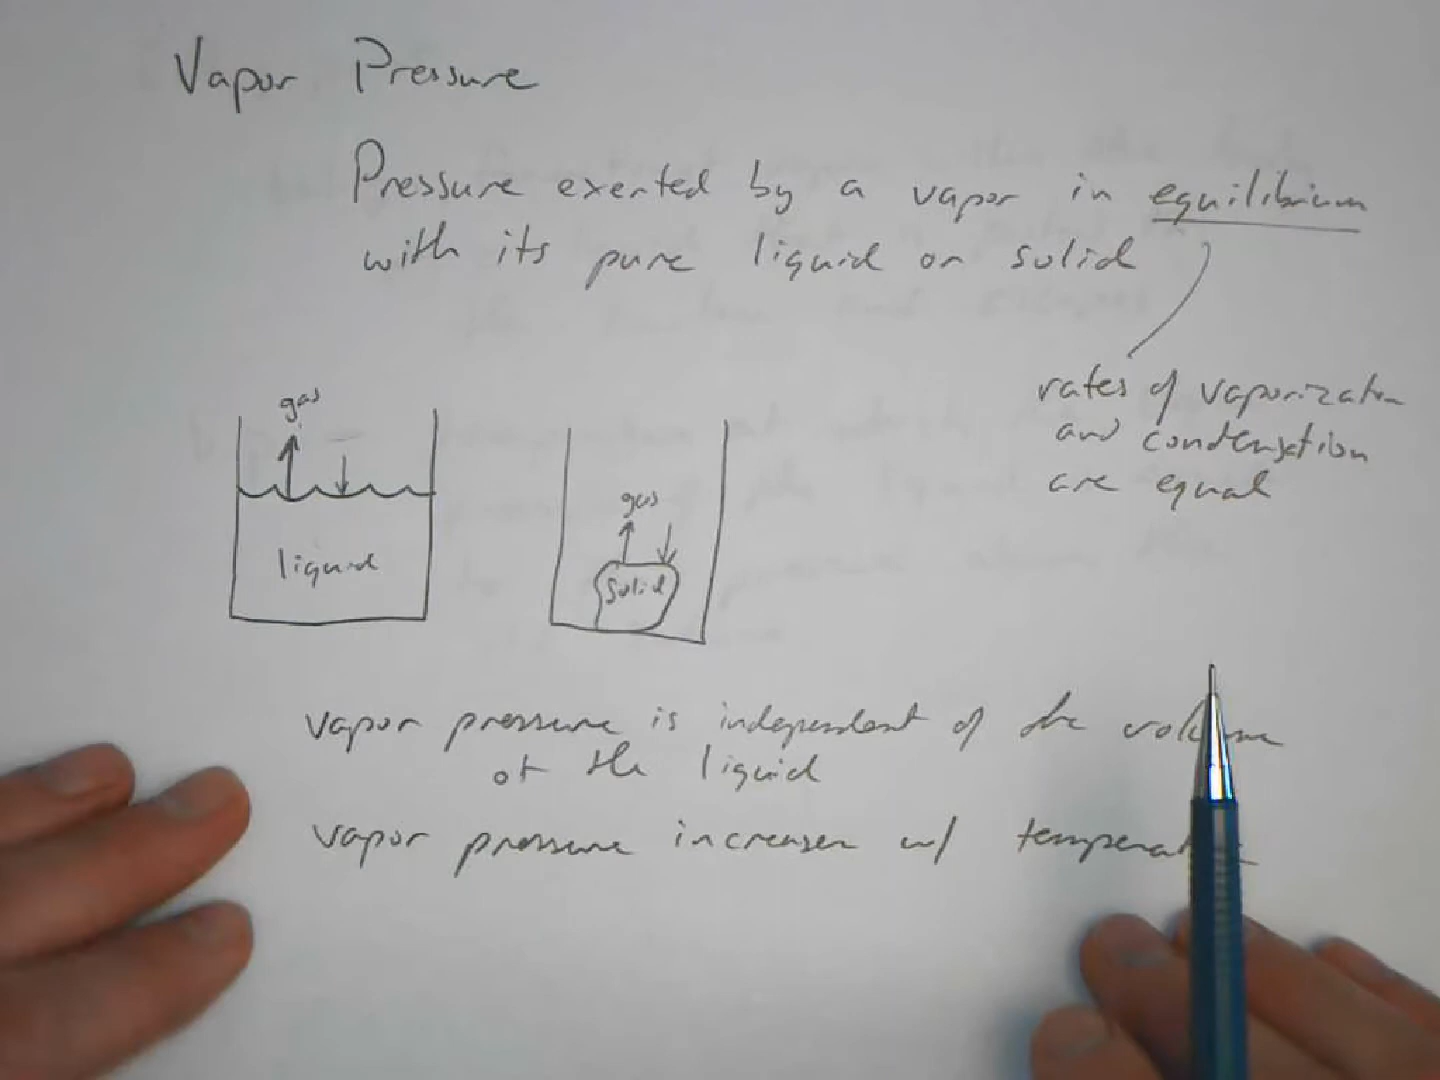 Vapor Pressure
Pressure exerted by a vapor in equilibrium
with its pure liquid or solid
rates of vaporization
and condensation
are equal
gas
liquid
gas
solid
vapor pressure is independent of the volume
of the liquid
vapor pressure increases w/ temperature